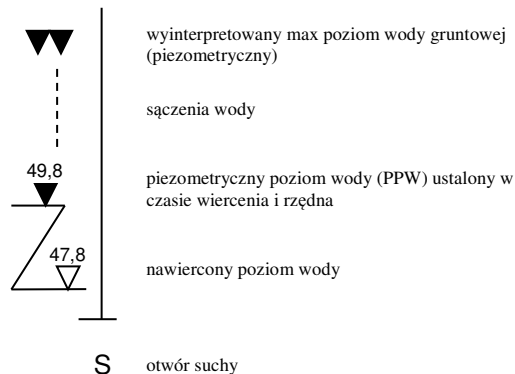 wyinterpretowany max poziom wody gruntowej
(piezometryczny)
sączenia wody
49,8
piezometryczny poziom wody (PPW) ustalony w
czasie wiercenia i rzędna
47,8
nawiercony poziom wody
S
otwór suchy